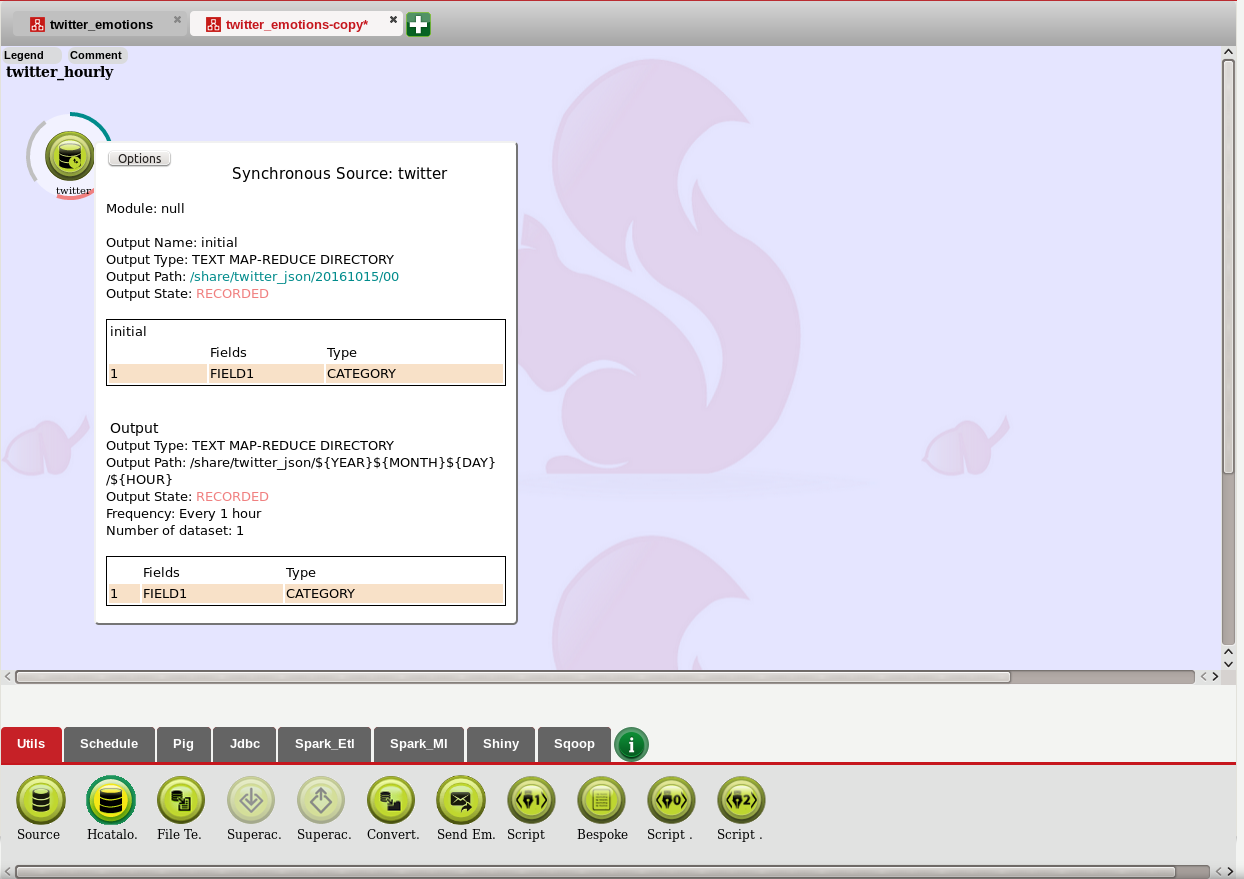 twitter_emotions
twitter_emotions-copy*
Legend Comment
twitter_hourly
twitter
Options
Synchronous Source: twitter
Module: null
Output Name: initial
Output Type: TEXT MAP-REDUCE DIRECTORY
Output Path: /share/twitter_json/20161015/00
Output State: RECORDED
initial
Fields Type
1 FIELD1 CATEGORY
Output
Output Type: TEXT MAP-REDUCE DIRECTORY
Output Path: /share/twitter_json/${YEAR}${MONTH}${DAY}
/${HOUR}
Output State: RECORDED
Frequency: Every 1 hour
Number of dataset: 1
Fields Type
1 FIELD1 CATEGORY
Utils Schedule Pig Jdbc Spark_Etl Spark_Ml Shiny Sqoop i
1 0 2
Source Hcatalo. File Te. Superac. Superac. Convert. Send Em. Script Bespoke Script . Script .